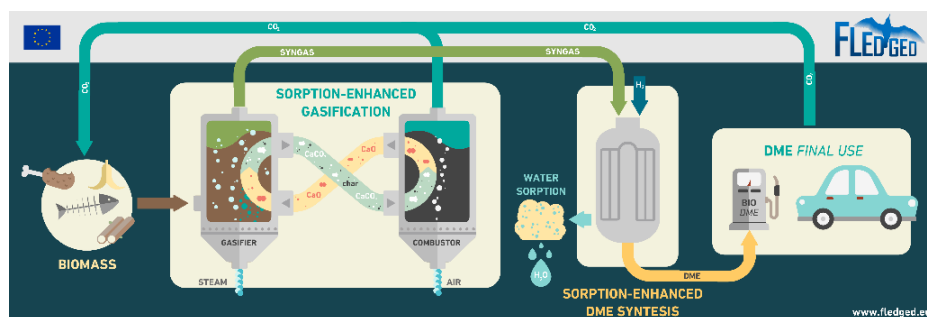 CO₂
CO₂
FLEDGED
SYNGAS
SYNGAS
H₂
CO₂
CO₂
SORPTION-ENHANCED
GASIFICATION
CaCO₃
CaO
char
CaO
CaCO₃
GASIFIER
COMBUSTOR
STEAM
AIR
BIOMASS
WATER
SORPTION
H₂O
DME FINAL USE
BIO
DME
DME
SORPTION-ENHANCED
DME SYNTESIS
www.fledged.eu